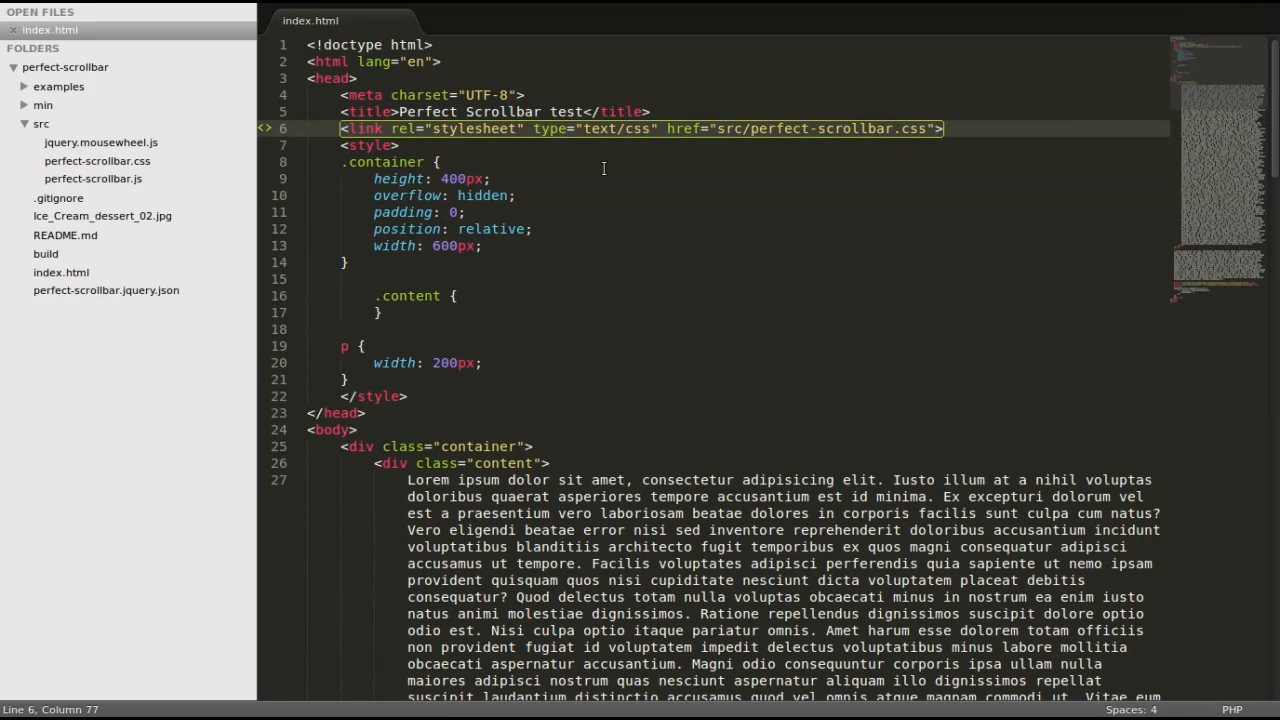 OPEN FILES
× index.html
FOLDERS
perfect-scrollbar
examples
min
src
jquery.mousewheel.js
perfect-scrollbar.css
perfect-scrollbar.js
.gitignore
Ice_Cream_dessert_02.jpg
README.md
build
index.html
perfect-scrollbar.jquery.json
index.html
1 <!doctype html>
2 <html lang="en">
3 <head>
4 <meta charset="UTF-8">
5 <title>Perfect Scrollbar test</title>
<> 6 <link rel="stylesheet" type="text/css" href="src/perfect-scrollbar.css">
7 <style>
8 .container {
9 height: 400px;
10 overflow: hidden;
11 padding: 0;
12 position: relative;
13 width: 600px;
14 }
15
16 .content {
17 }
18
19 p {
20 width: 200px;
21 }
22 </style>
23 </head>
24 <body>
25 <div class="container">
26 <div class="content">
27 Lorem ipsum dolor sit amet, consectetur adipisicing elit. Iusto illum at a nihil voluptas
doloribus quaerat asperiores tempore accusantium est id minima. Ex excepturi dolorum vel
est a praesentium vero laboriosam beatae dolores in corporis facilis sunt culpa cum natus?
Vero eligendi beatae error nisi sed inventore reprehenderit doloribus accusantium incidunt
voluptatibus blanditiis architecto fugit temporibus ex quos magni consequatur adipisci
accusamus ut tempore. Facilis voluptates adipisci perferendis quia sapiente ut nemo ipsam
provident quisquam quos nisi cupiditate nesciunt dicta voluptatem placeat debitis
consequatur? Quod delectus totam nulla voluptas obcaecati minus in nostrum ea enim iusto
natus animi molestiae dignissimos. Ratione repellendus dignissimos suscipit dolore optio
odio est. Nisi culpa optio itaque pariatur omnis. Amet harum esse dolorem totam officiis
non provident fugiat id voluptatem impedit delectus voluptatibus minus labore mollitia
obcaecati aspernatur accusantium. Magni odio consequuntur corporis ipsa ullam nulla
maiores nesciunt aspernatur aliquam illo dignissimos repellat
suscipit laudantium distinctio accusamus quod vel omnis atque magnam commodi ut. Vitae eum
Line 6, Column 77
Spaces: 4
PHP